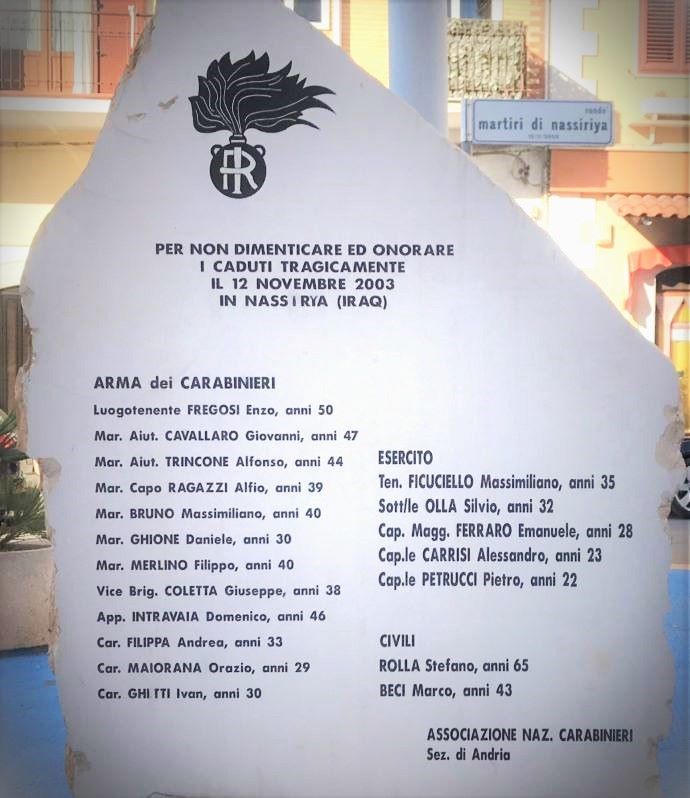 rondò
martiri di nassiriya
RI
PER NON DIMENTICARE ED ONORARE
I CADUTI TRAGICAMENTE
IL 12 NOVEMBRE 2003
IN NASSIRYA (IRAQ)
ARMA dei CARABINIERI
Luogotenente FREGOSI Enzo, anni 50
Mar. Aiut. CAVALLARO Giovanni, anni 47
Mar. Aiut. TRINCONE Alfonso, anni 44
Mar. Capo RAGAZZI Alfio, anni 39
Mar. BRUNO Massimiliano, anni 40
Mar. GHIONE Daniele, anni 30
Mar. MERLINO Filippo, anni 40
Vice Brig. COLETTA Giuseppe, anni 38
App. INTRAVAIA Domenico, anni 46
Car. FILIPPA Andrea, anni 33
Car. MAIORANA Orazio, anni 29
Car. GHITTI Ivan, anni 30
ESERCITO
Ten. FICUCIELLO Massimiliano, anni 35
Sott/le OLLA Silvio, anni 32
Cap. Magg. FERRARO Emanuele, anni 28
Cap.le CARRISI Alessandro, anni 23
Cap.le PETRUCCI Pietro, anni 22
CIVILI
ROLLA Stefano, anni 65
BECI Marco, anni 43
ASSOCIAZIONE NAZ. CARABINIERI
Sez. di Andria